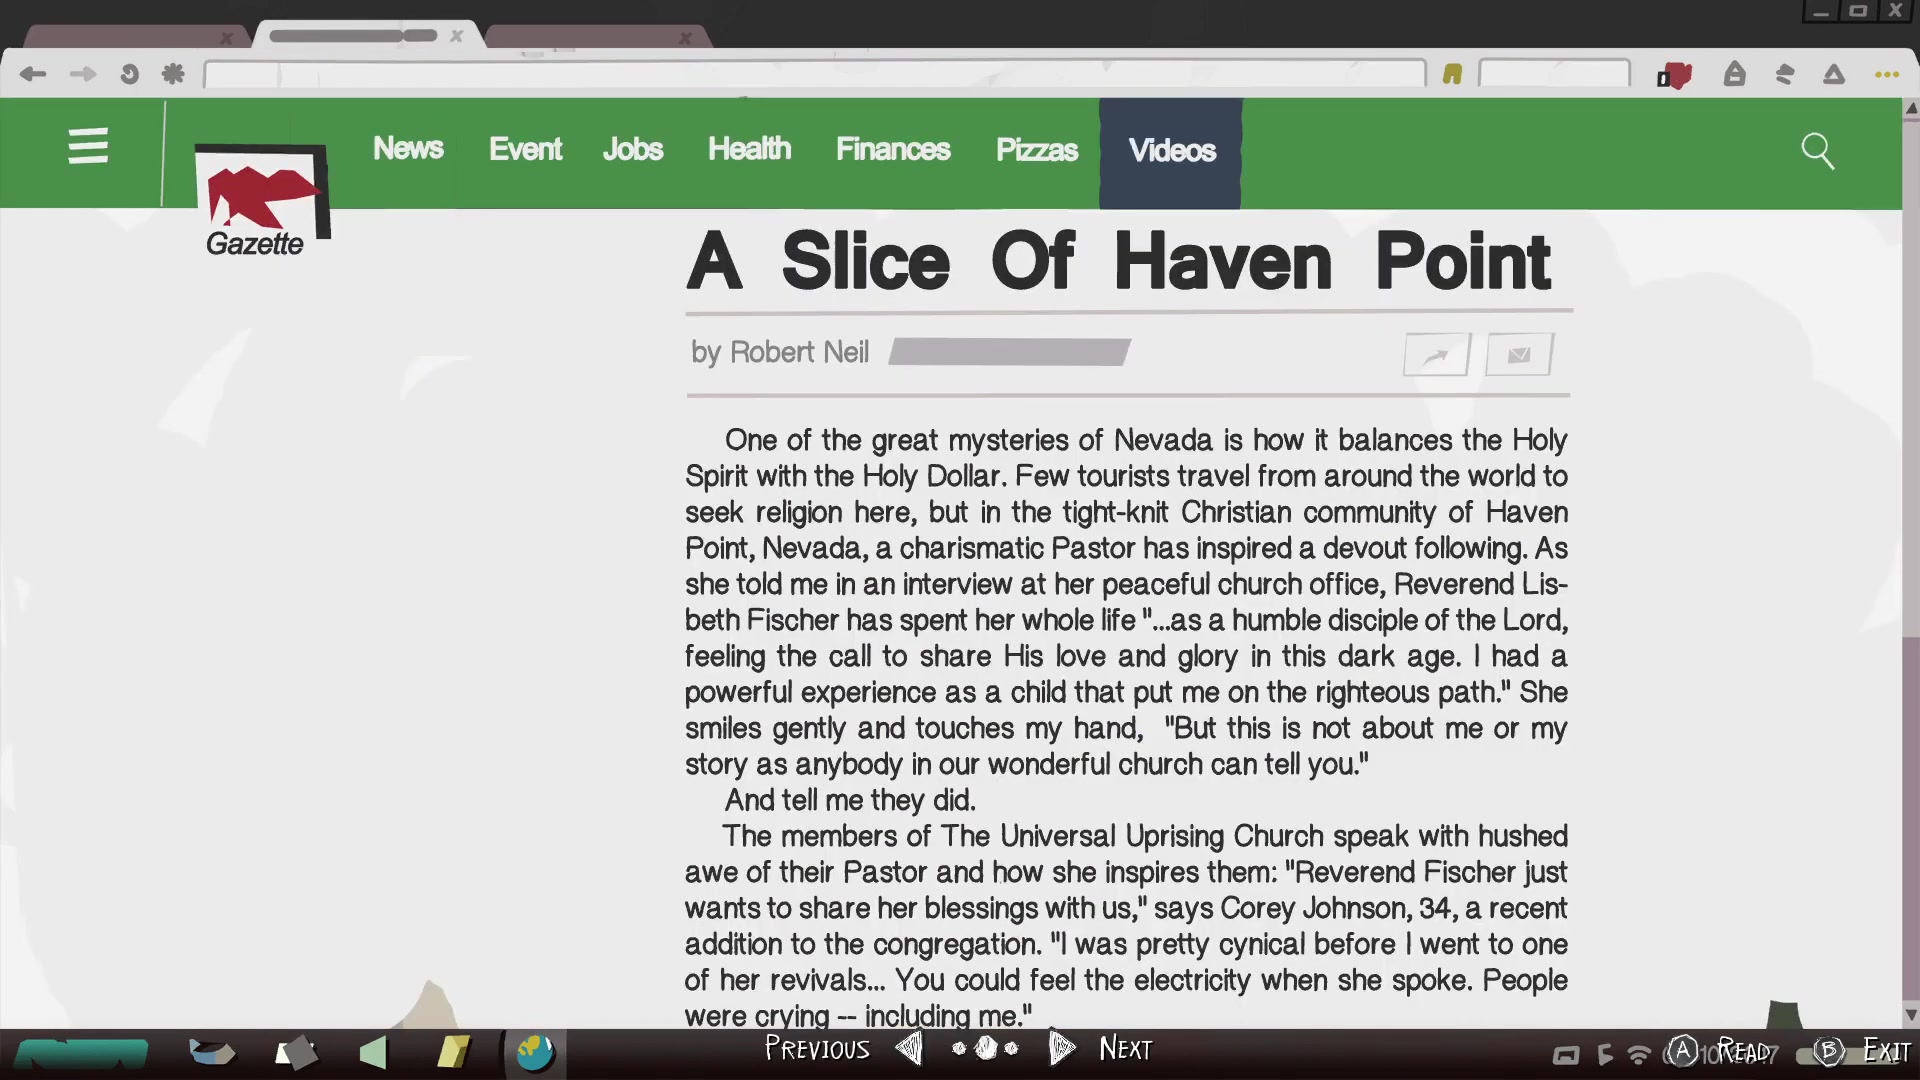 News Event Jobs Health Finances Pizzas Videos
Gazette
A Slice Of Haven Point
by Robert Neil
One of the great mysteries of Nevada is how it balances the Holy
Spirit with the Holy Dollar. Few tourists travel from around the world to
seek religion here, but in the tight-knit Christian community of Haven
Point, Nevada, a charismatic Pastor has inspired a devout following. As
she told me in an interview at her peaceful church office, Reverend Lis-
beth Fischer has spent her whole life "...as a humble disciple of the Lord,
feeling the call to share His love and glory in this dark age. I had a
powerful experience as a child that put me on the righteous path." She
smiles gently and touches my hand, "But this is not about me or my
story as anybody in our wonderful church can tell you."
And tell me they did.
The members of The Universal Uprising Church speak with hushed
awe of their Pastor and how she inspires them: "Reverend Fischer just
wants to share her blessings with us," says Corey Johnson, 34, a recent
addition to the congregation. "I was pretty cynical before I went to one
of her revivals... You could feel the electricity when she spoke. People
were crying -- including me."
Previous Next A Read B Exit